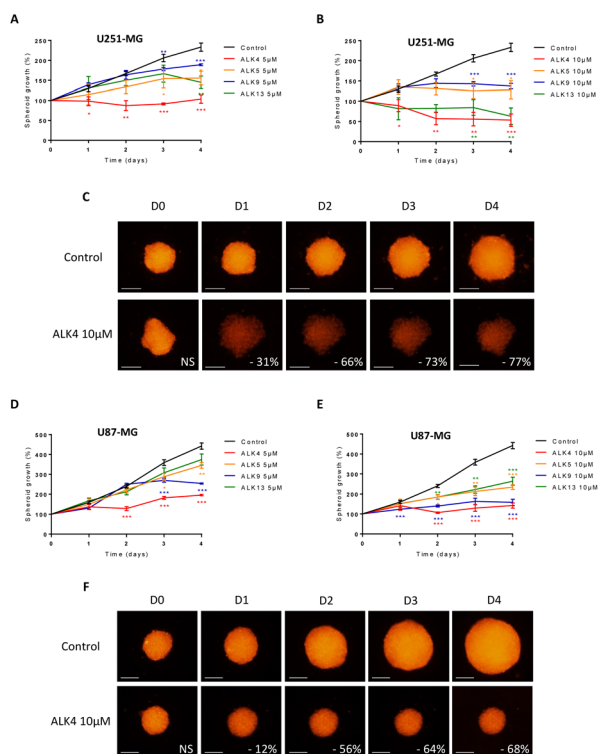 A
U251-MG
Spheroid growth (%)
250
200
150
100
50
0
0 1 2 3 4
Time (days)
** ***
* **
* ** *** ***
Control
ALK4 5µM
ALK5 5µM
ALK9 5µM
ALK13 5µM
B
U251-MG
Spheroid growth (%)
250
200
150
100
50
0
0 1 2 3 4
Time (days)
*** ***
* ** ** ***
** **
Control
ALK4 10µM
ALK5 10µM
ALK9 10µM
ALK13 10µM
C
D0 D1 D2 D3 D4
Control
ALK4 10µM
NS - 31% - 66% - 73% - 77%
D
U87-MG
Spheroid growth (%)
500
400
300
200
100
0
0 1 2 3 4
Time (days)
**
*** ***
*** *** ***
Control
ALK4 5µM
ALK5 5µM
ALK9 5µM
ALK13 5µM
E
U87-MG
Spheroid growth (%)
500
400
300
200
100
0
0 1 2 3 4
Time (days)
** ** ***
** ***
*** *** *** ***
*** *** ***
Control
ALK4 10µM
ALK5 10µM
ALK9 10µM
ALK13 10µM
F
D0 D1 D2 D3 D4
Control
ALK4 10µM
NS - 12% - 56% - 64% - 68%